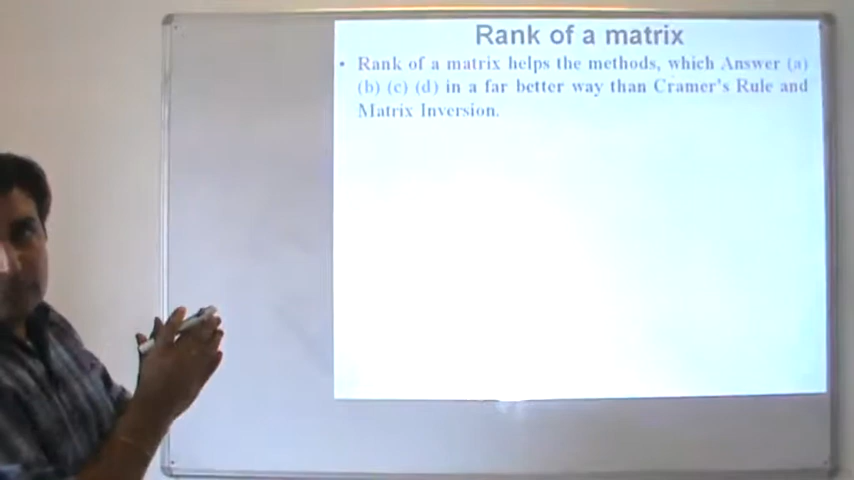 Rank of a matrix
• Rank of a matrix helps the methods, which Answer (a)
(b) (c) (d) in a far better way than Cramer's Rule and
Matrix Inversion.